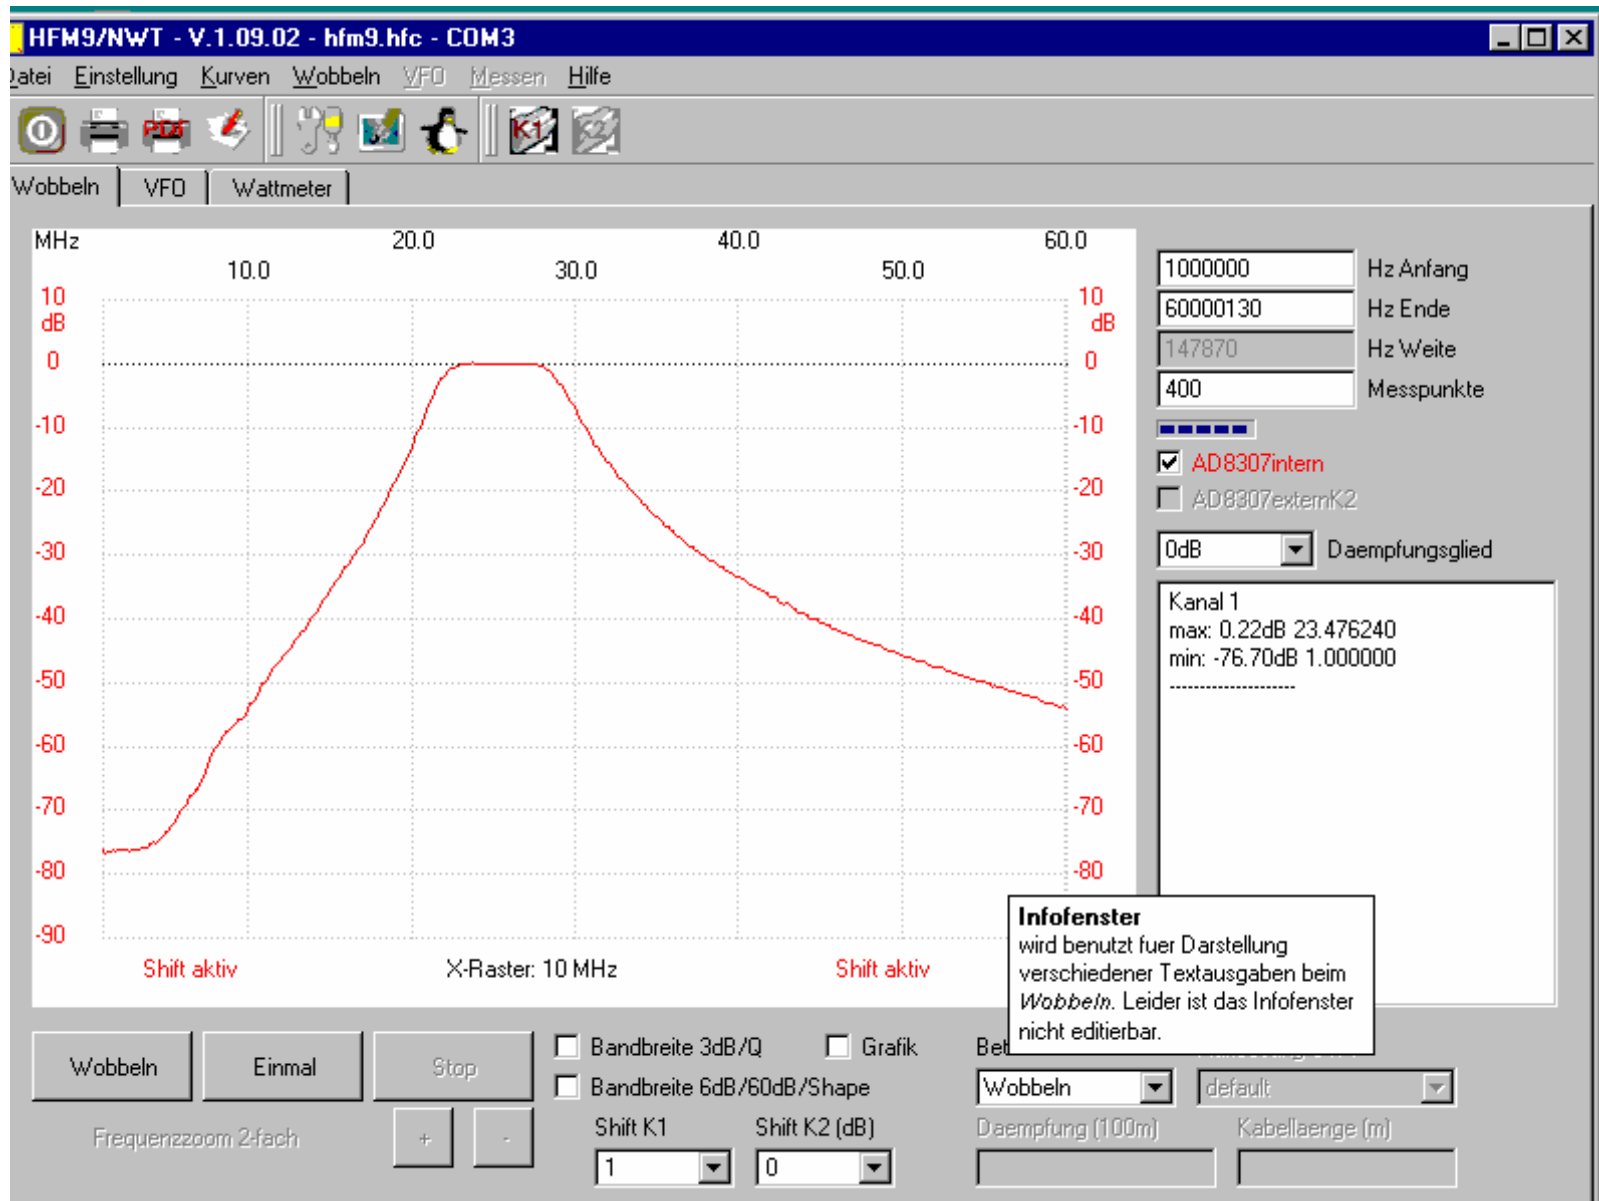 HFM9/NWT - V.1.09.02 - hfm9.hfc - COM3
Einstellung Kurven Wobbeln VFO Messen Hilfe
PDF K1 K2
Wobbeln VFO Wattmeter
MHz 20.0 40.0 60.0
10.0 30.0 50.0
10 10
dB dB
0 0
-10 -10
-20 -20
-30 -30
-40 -40
-50 -50
-60 -60
-70 -70
-80 -80
-90
Shift aktiv X-Raster: 10 MHz Shift aktiv
1000000 Hz Anfang
60000130 Hz Ende
147870 Hz Weite
400 Messpunkte
AD8307intern
AD8307externK2
0dB Daempfungsglied
Kanal 1
max: 0.22dB 23.476240
min: -76.70dB 1.000000
---------------------
Infofenster
wird benutzt fuer Darstellung
verschiedener Textausgaben beim
Wobbeln. Leider ist das Infofenster
nicht editierbar.
Wobbeln Einmal Stop
Frequenzzoom 2-fach + -
Bandbreite 3dB/Q Grafik
Bandbreite 6dB/60dB/Shape
Shift K1 Shift K2 (dB)
1 0
Wobbeln default
Daempfung (100m) Kabellaenge (m)